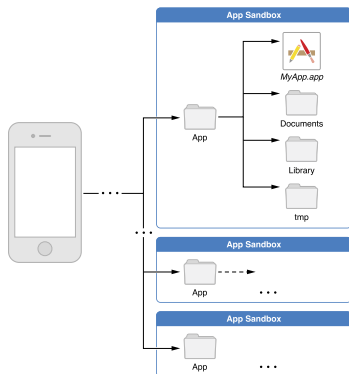 App Sandbox
MyApp.app
Documents
App
Library
tmp
App Sandbox
App
App Sandbox
App